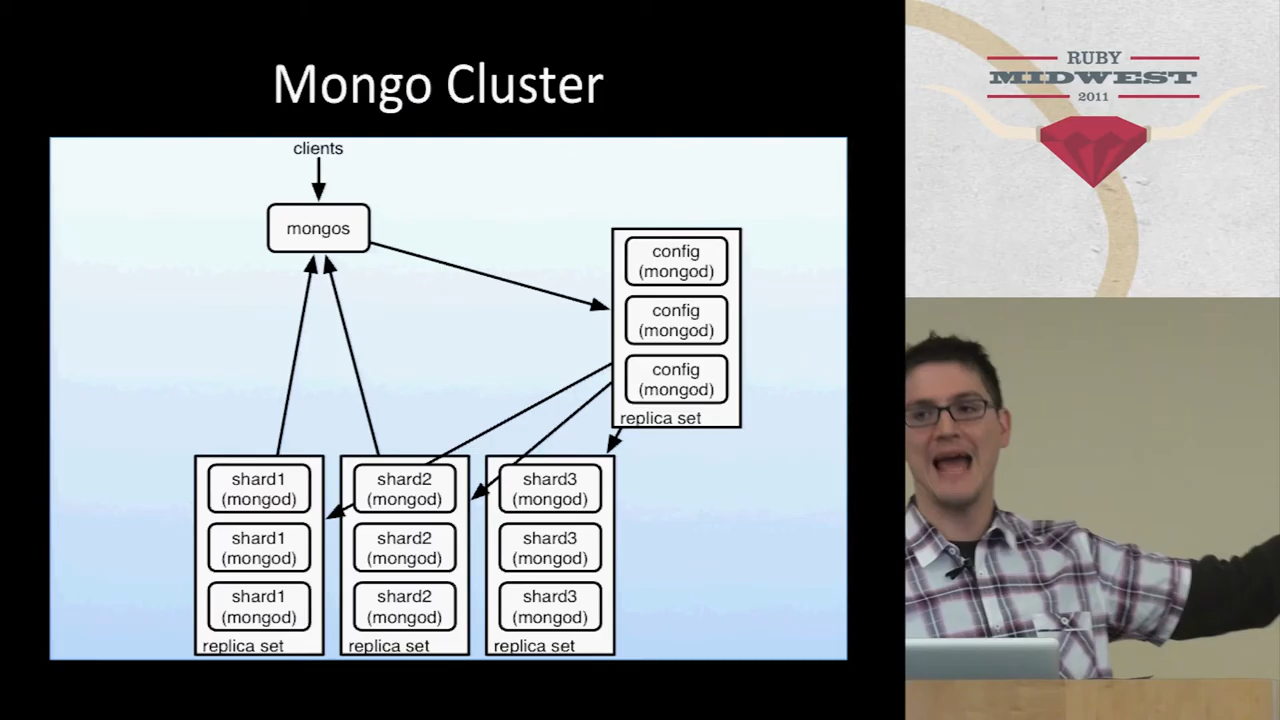 Mongo Cluster
clients
mongos
config
(mongod)
config
(mongod)
config
(mongod)
replica set
shard1
(mongod)
shard1
(mongod)
shard1
(mongod)
replica set
shard2
(mongod)
shard2
(mongod)
shard2
(mongod)
replica set
shard3
(mongod)
shard3
(mongod)
shard3
(mongod)
replica set
RUBY
MIDWEST
2011